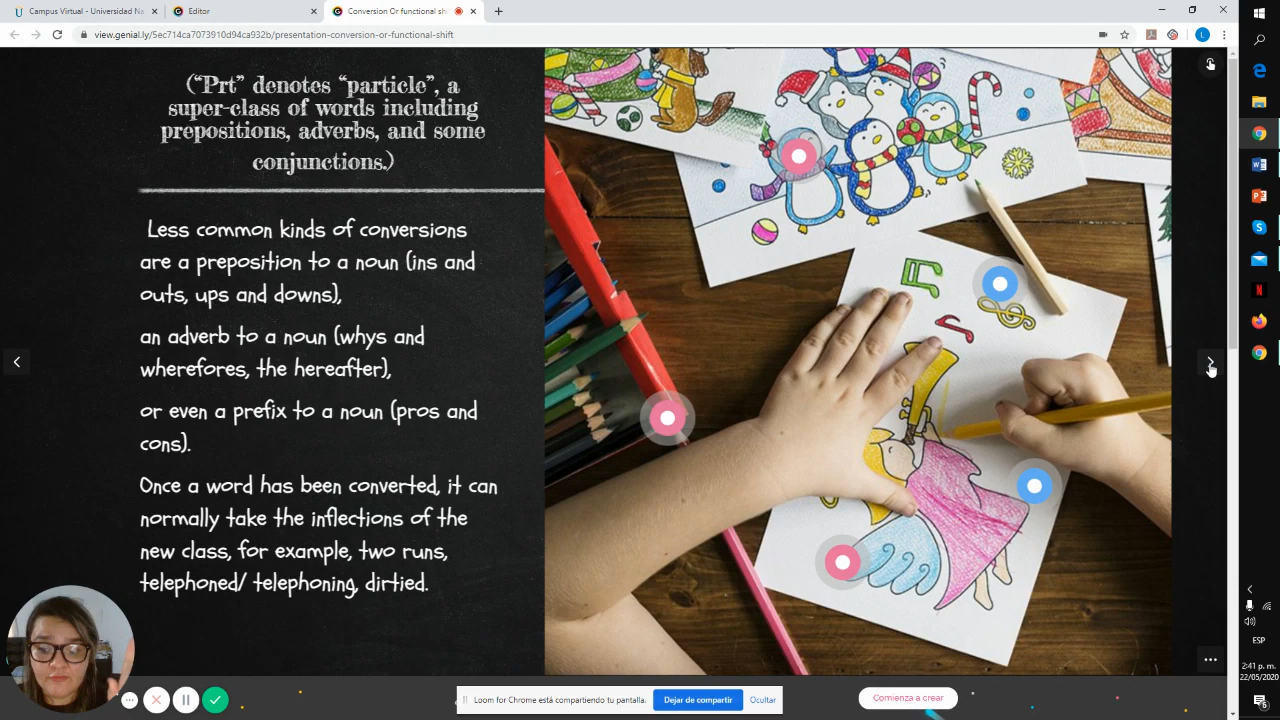 Campus Virtual - Universidad Na
Editor
Conversion Or functional sh
view.genial.ly/5ec714ca7073910d94ca932b/presentation-conversion-or-functional-shift
L
("Prt" denotes "particle", a
super-class of words including
prepositions, adverbs, and some
conjunctions.)
Less common kinds of conversions
are a preposition to a noun (ins and
outs, ups and downs),
an adverb to a noun (whys and
wherefores, the hereafter),
or even a prefix to a noun (pros and
cons).
Once a word has been converted, it can
normally take the inflections of the
new class, for example, two runs,
telephoned/ telephoning, dirtied.
Loom for Chrome está compartiendo tu pantalla.
Dejar de compartir
Ocultar
Comienza a crear
ESP
2:41 p. m.
22/05/2020